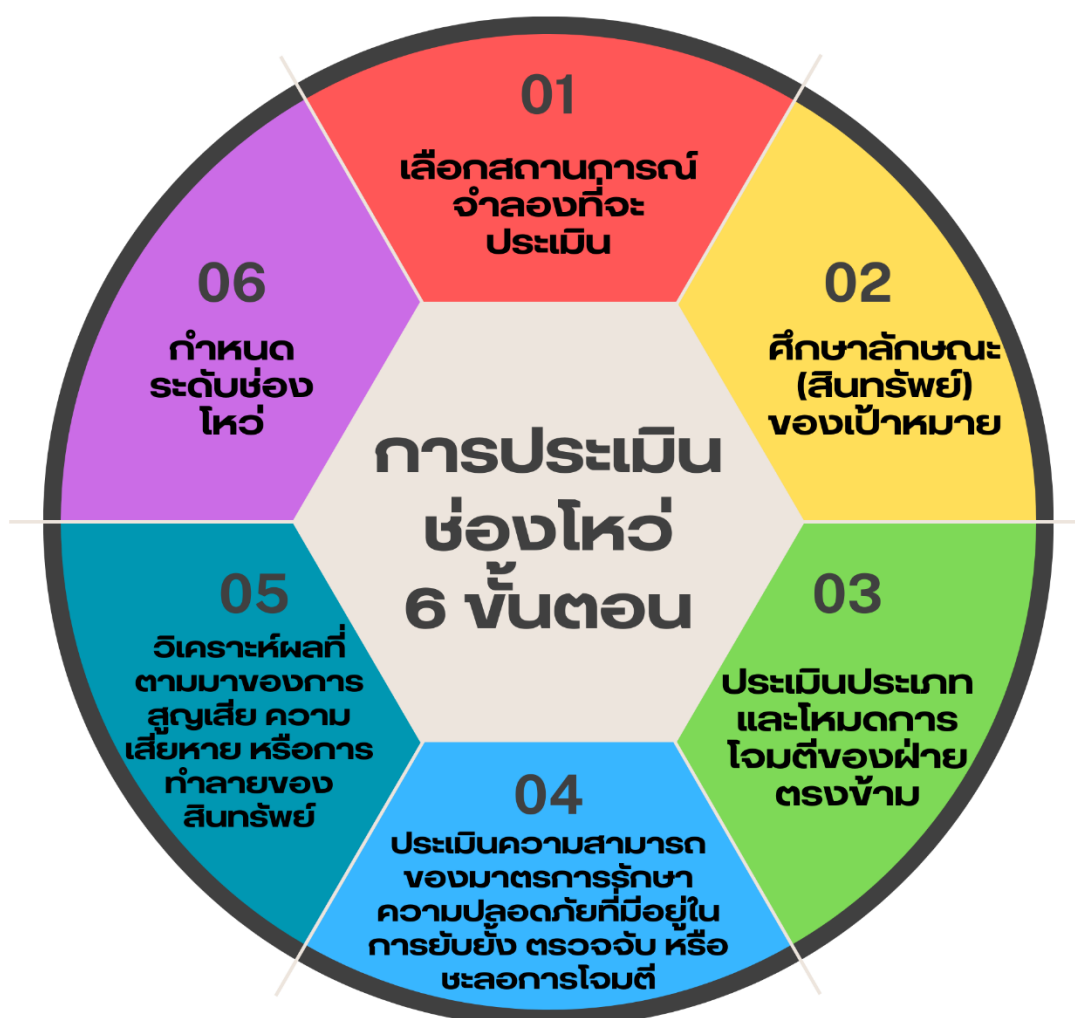 01
เลือกสถานการณ์
จำลองที่จะ
ประเมิน
02
ศึกษาลักษณะ
(สินทรัพย์)
ของเป้าหมาย
03
ประเมินประเภท
และโหมดการ
โจมตีของฝ่าย
ตรงข้าม
04
ประเมินความสามารถ
ของมาตรการรักษา
ความปลอดภัยที่มีอยู่ใน
การยับยั้ง ตรวจจับ หรือ
ชะลอการโจมตี
05
วิเคราะห์ผลที่
ตามมาของการ
สูญเสีย ความ
เสียหาย หรือการ
ทำลายของ
สินทรัพย์
06
กำหนด
ระดับช่อง
โหว่
การประเมิน
ช่องโหว่
6 ขั้นตอน